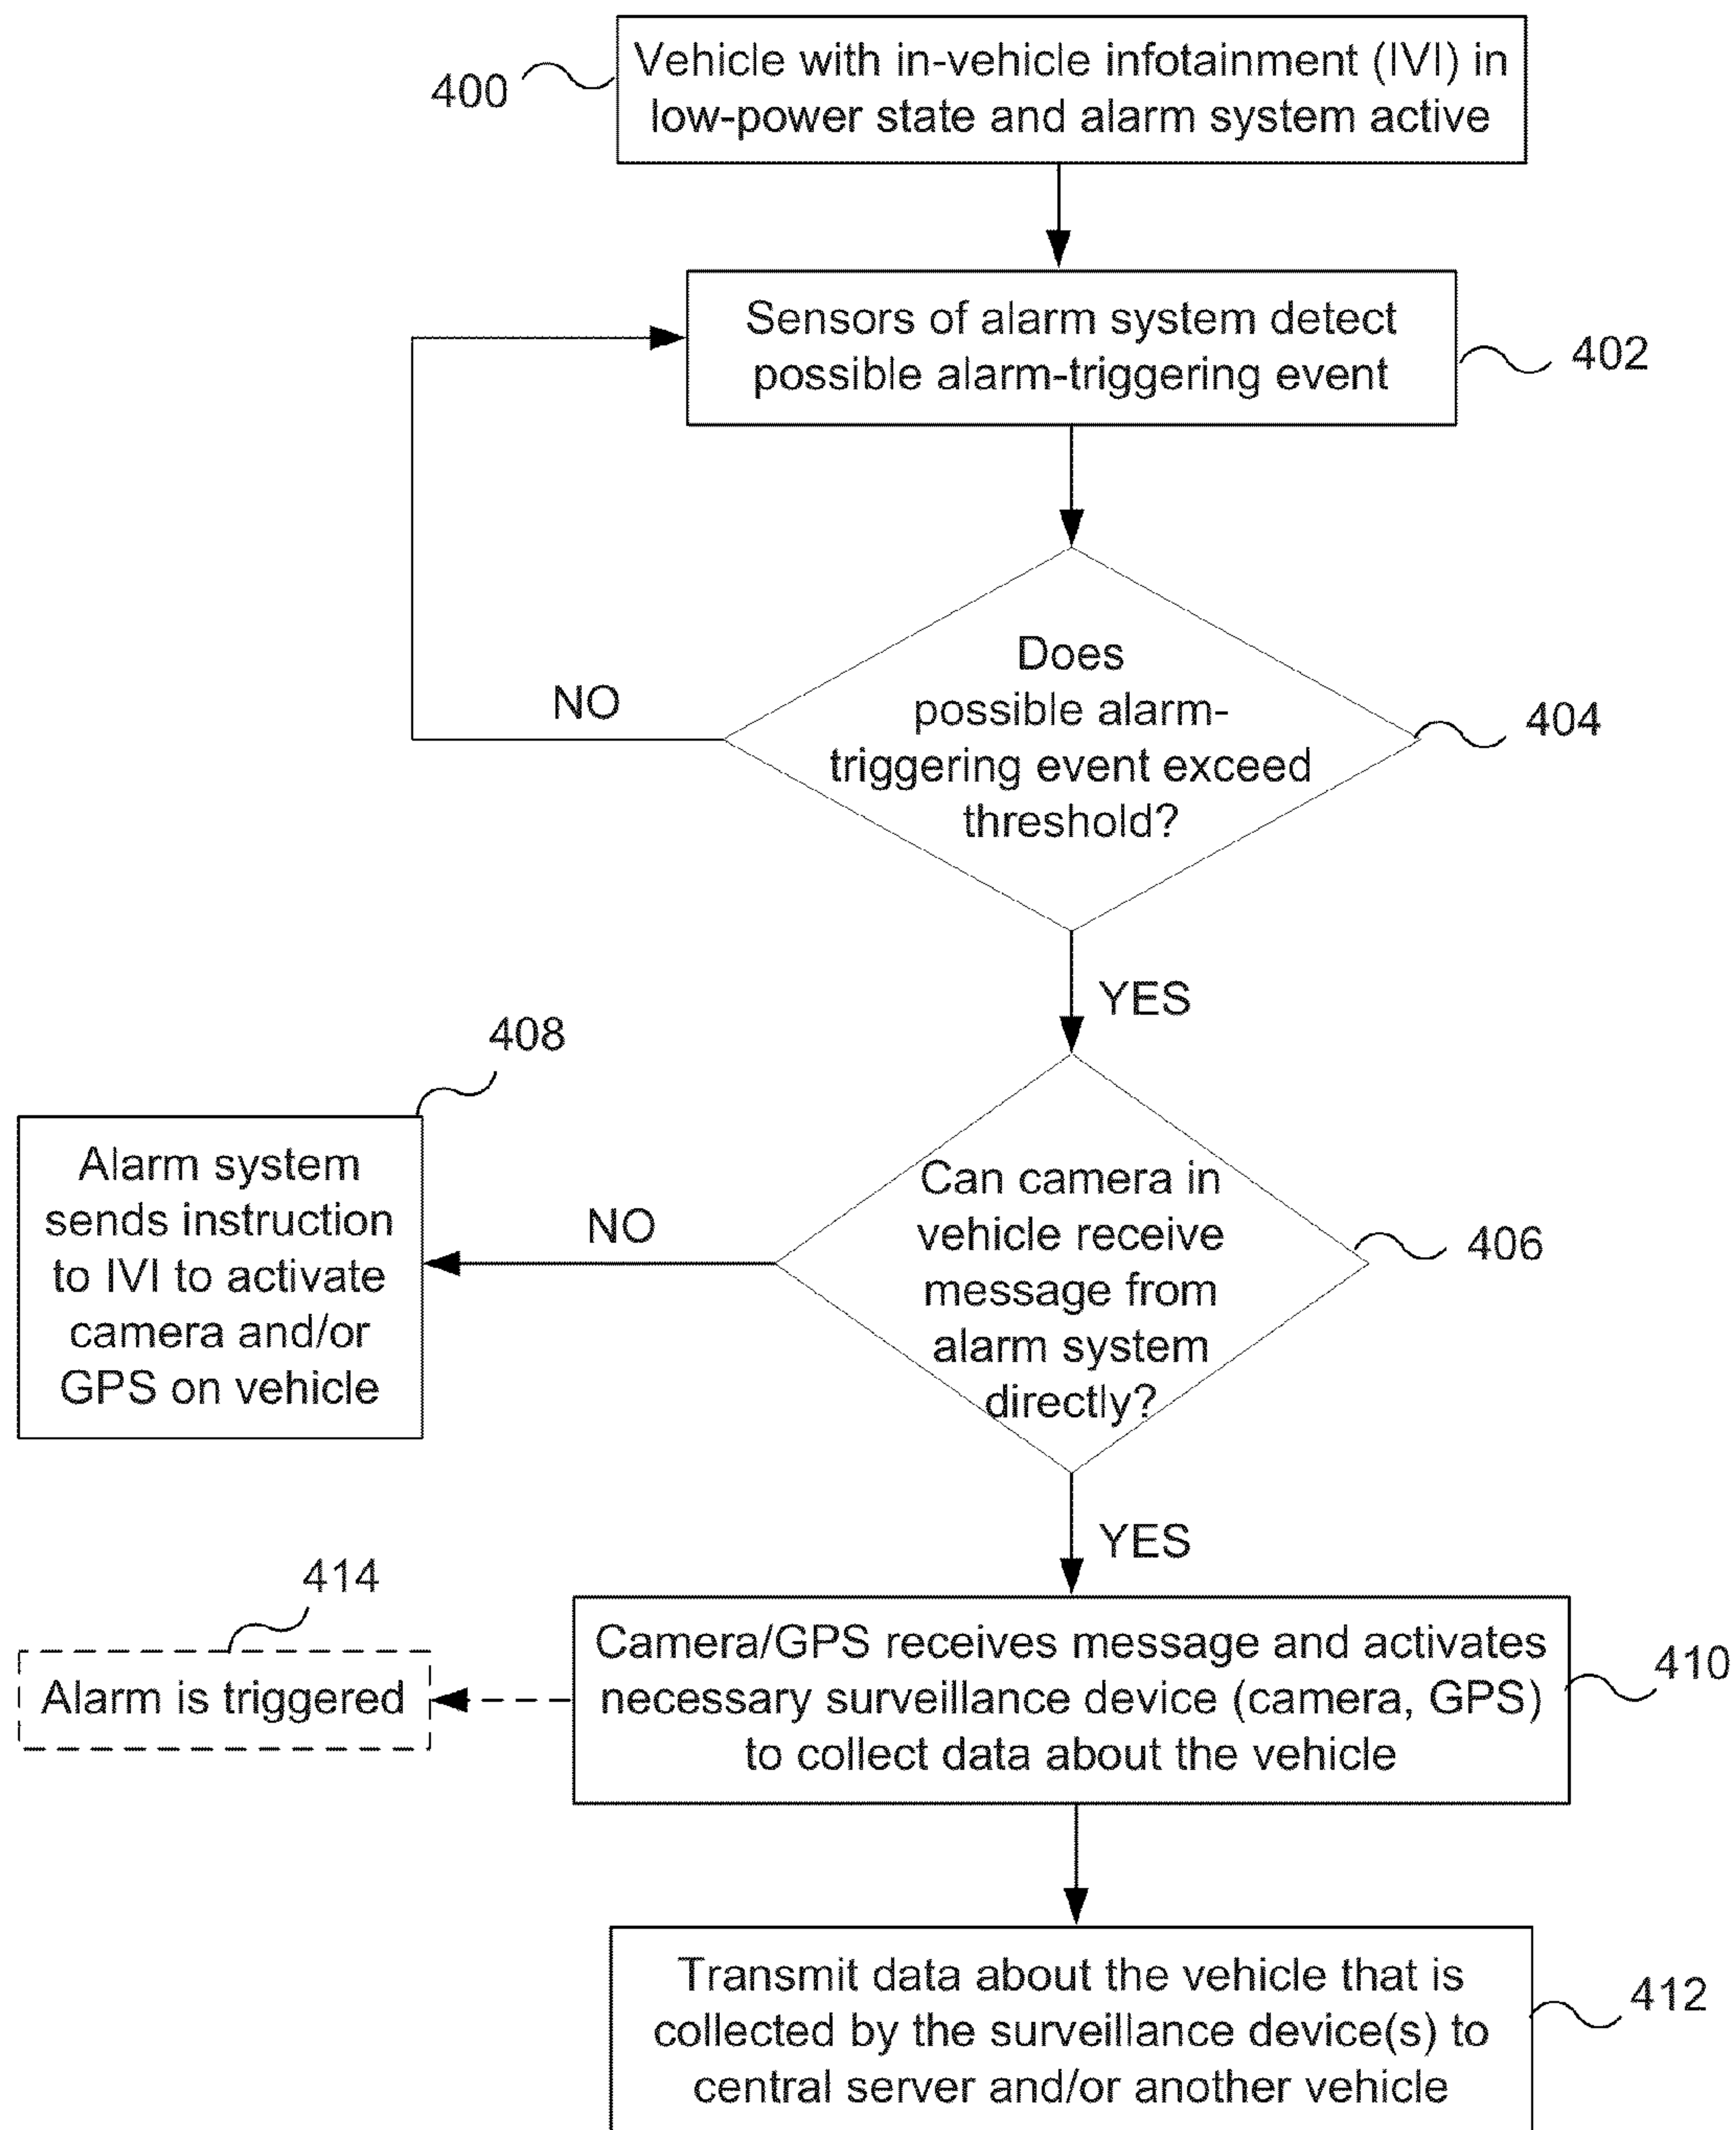 400
Vehicle with in-vehicle infotainment (IVI) in
low-power state and alarm system active
Sensors of alarm system detect
possible alarm-triggering event
402
Does
possible alarm-
triggering event exceed
threshold?
404
NO
YES
408
Alarm system
sends instruction
to IVI to activate
camera and/or
GPS on vehicle
NO
Can camera in
vehicle receive
message from
alarm system
directly?
406
YES
414
Alarm is triggered
Camera/GPS receives message and activates
necessary surveillance device (camera, GPS)
to collect data about the vehicle
410
Transmit data about the vehicle that is
collected by the surveillance device(s) to
central server and/or another vehicle
412